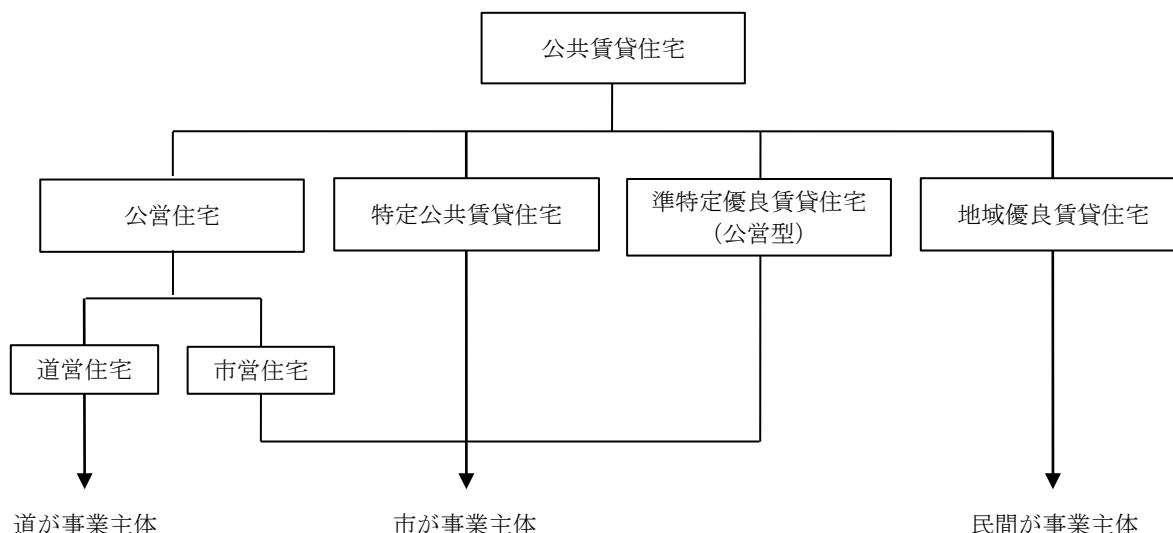 公共賃貸住宅
公営住宅
特定公共賃貸住宅
準特定優良賃貸住宅
(公営型)
地域優良賃貸住宅
道営住宅
市営住宅
道が事業主体
市が事業主体
民間が事業主体